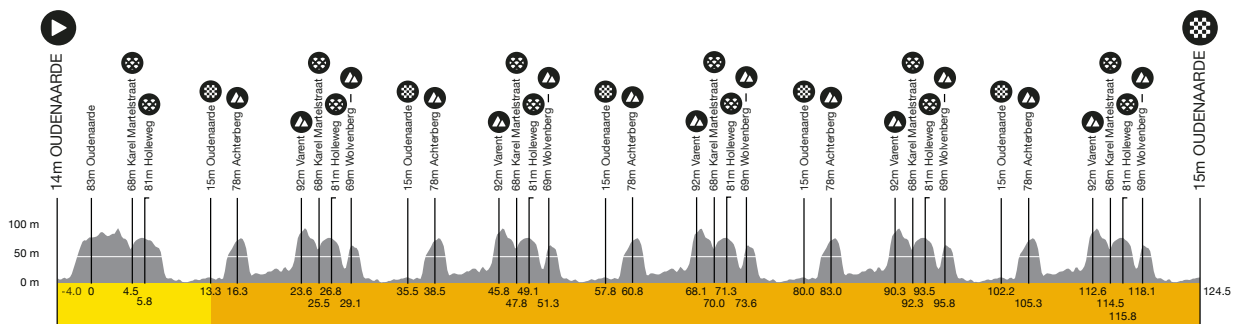 14m OUDENAARDE
83m Oudenaarde
68m Karel Martelstraat
81m Holleweg
15m Oudenaarde
78m Achterberg
92m Varent
68m Karel Martelstraat
81m Holleweg
69m Wolvenberg
15m Oudenaarde
78m Achterberg
92m Varent
68m Karel Martelstraat
81m Holleweg
69m Wolvenberg
15m Oudenaarde
78m Achterberg
92m Varent
68m Karel Martelstraat
81m Holleweg
69m Wolvenberg
15m Oudenaarde
78m Achterberg
92m Varent
68m Karel Martelstraat
81m Holleweg
69m Wolvenberg
15m Oudenaarde
78m Achterberg
92m Varent
68m Karel Martelstraat
81m Holleweg
69m Wolvenberg
15m OUDENAARDE
100 m
50 m
0 m
-4.0 0 4.5 13.3 16.3 23.6 26.8 35.5 38.5 45.8 49.1 57.8 60.8 68.1 71.3 80.0 83.0 90.3 93.5 102.2 112.6 118.1 124.5
5.8 25.5 29.1 47.8 51.3 70.0 73.6 92.3 95.8 105.3 114.5
115.8